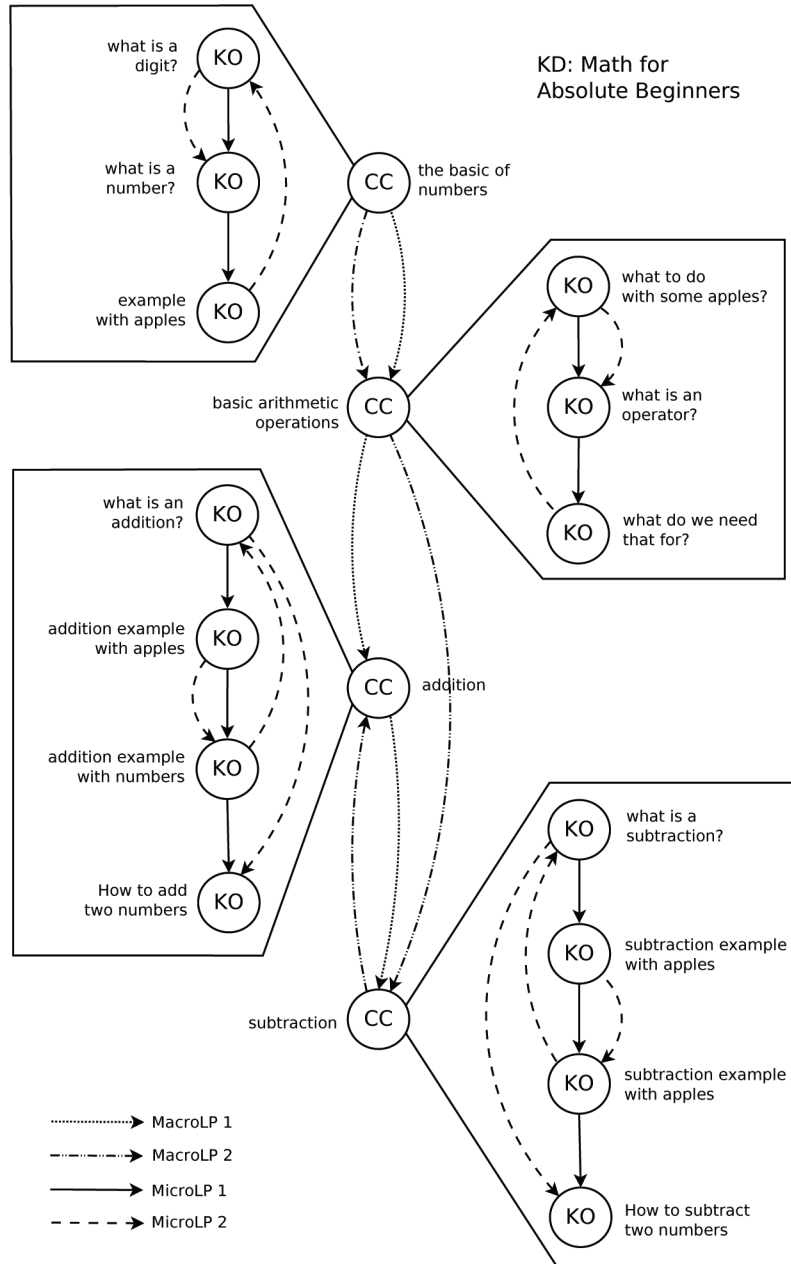 KD: Math for
Absolute Beginners
what is a
digit?
KO
what is a
number?
KO
example
with apples
KO
CC
the basic of
numbers
KO
what to do
with some apples?
KO
what is an
operator?
KO
what do we need
that for?
basic arithmetic
operations
CC
what is an
addition?
KO
addition example
with apples
KO
addition example
with numbers
KO
How to add
two numbers
KO
CC
addition
KO
what is a
subtraction?
KO
subtraction example
with apples
KO
subtraction example
with apples
KO
How to subtract
two numbers
subtraction
CC
MacroLP 1
MacroLP 2
MicroLP 1
MicroLP 2